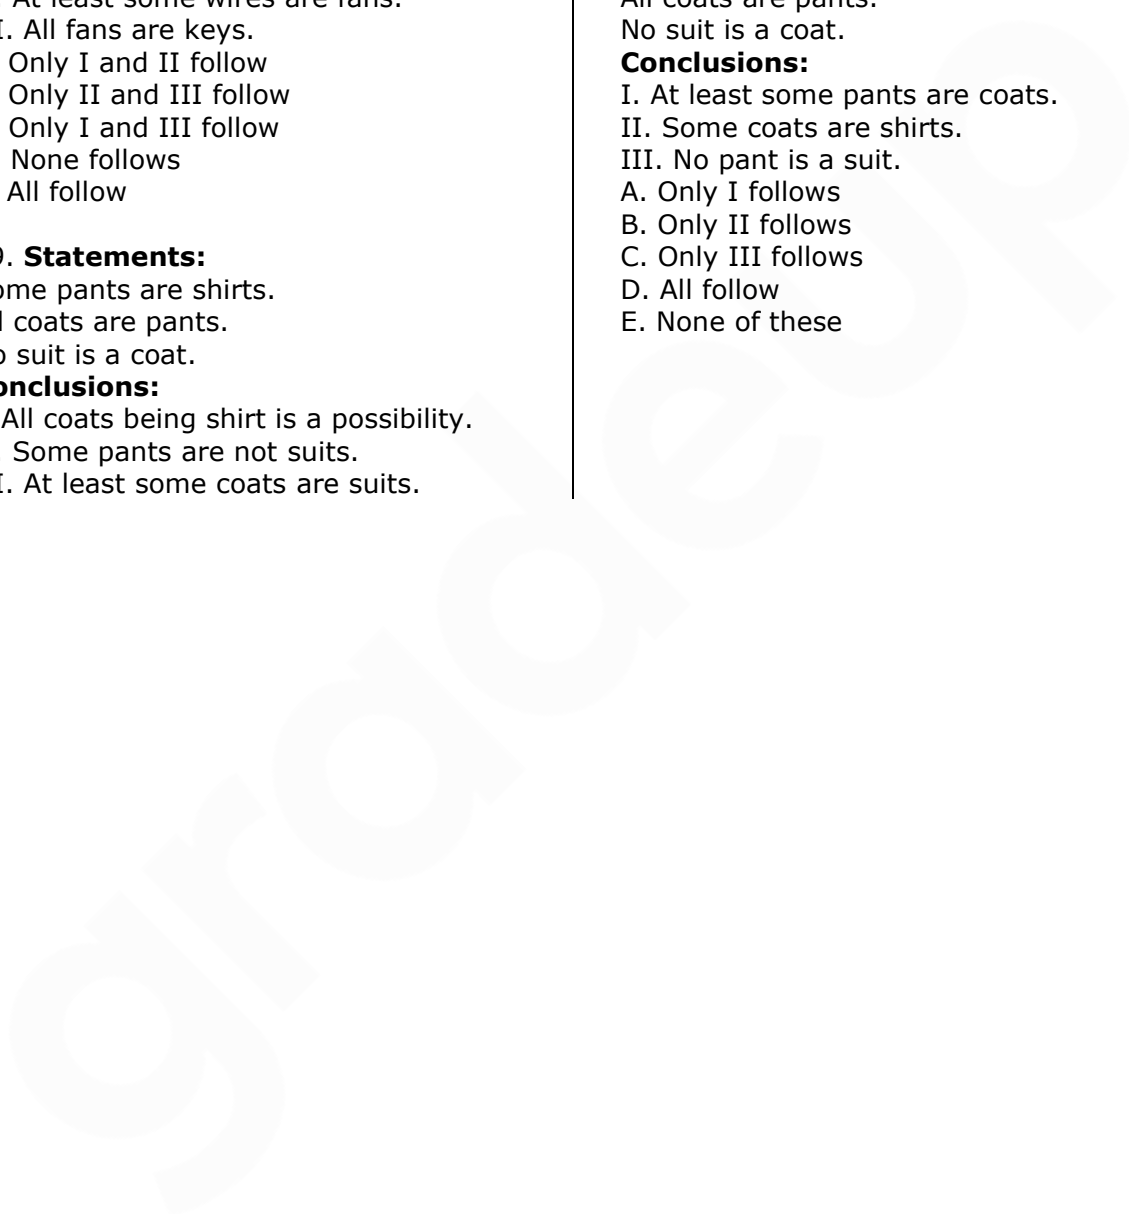 At least some wires are fans.
I. All fans are keys.
Only I and II follow
Only II and III follow
Only I and III follow
None follows
All follow
9. Statements:
ome pants are shirts.
l coats are pants.
o suit is a coat.
onclusions:
All coats being shirt is a possibility.
. Some pants are not suits.
I. At least some coats are suits.
All coats are pants.
No suit is a coat.
Conclusions:
I. At least some pants are coats.
II. Some coats are shirts.
III. No pant is a suit.
A. Only I follows
B. Only II follows
C. Only III follows
D. All follow
E. None of these
gradeup